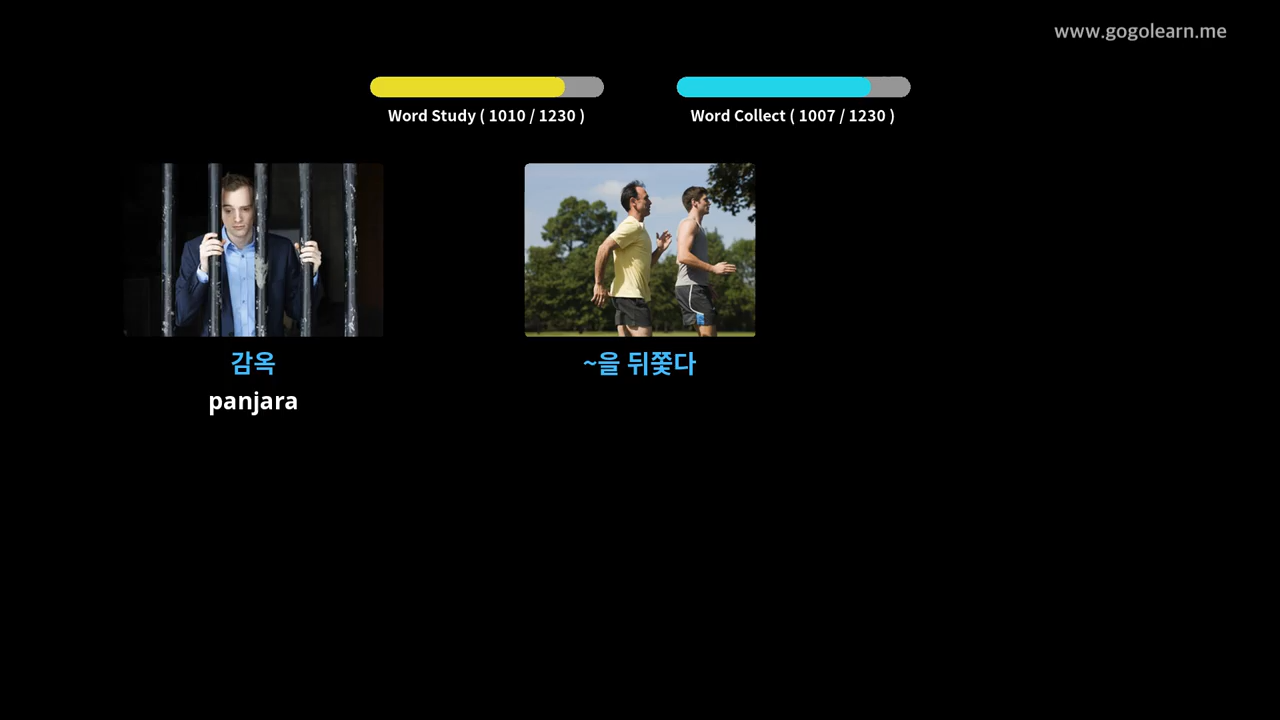 www.gogolearn.me
Word Study ( 1010 / 1230 )
Word Collect ( 1007 / 1230 )
감옥
panjara
~을 뒤쫓다